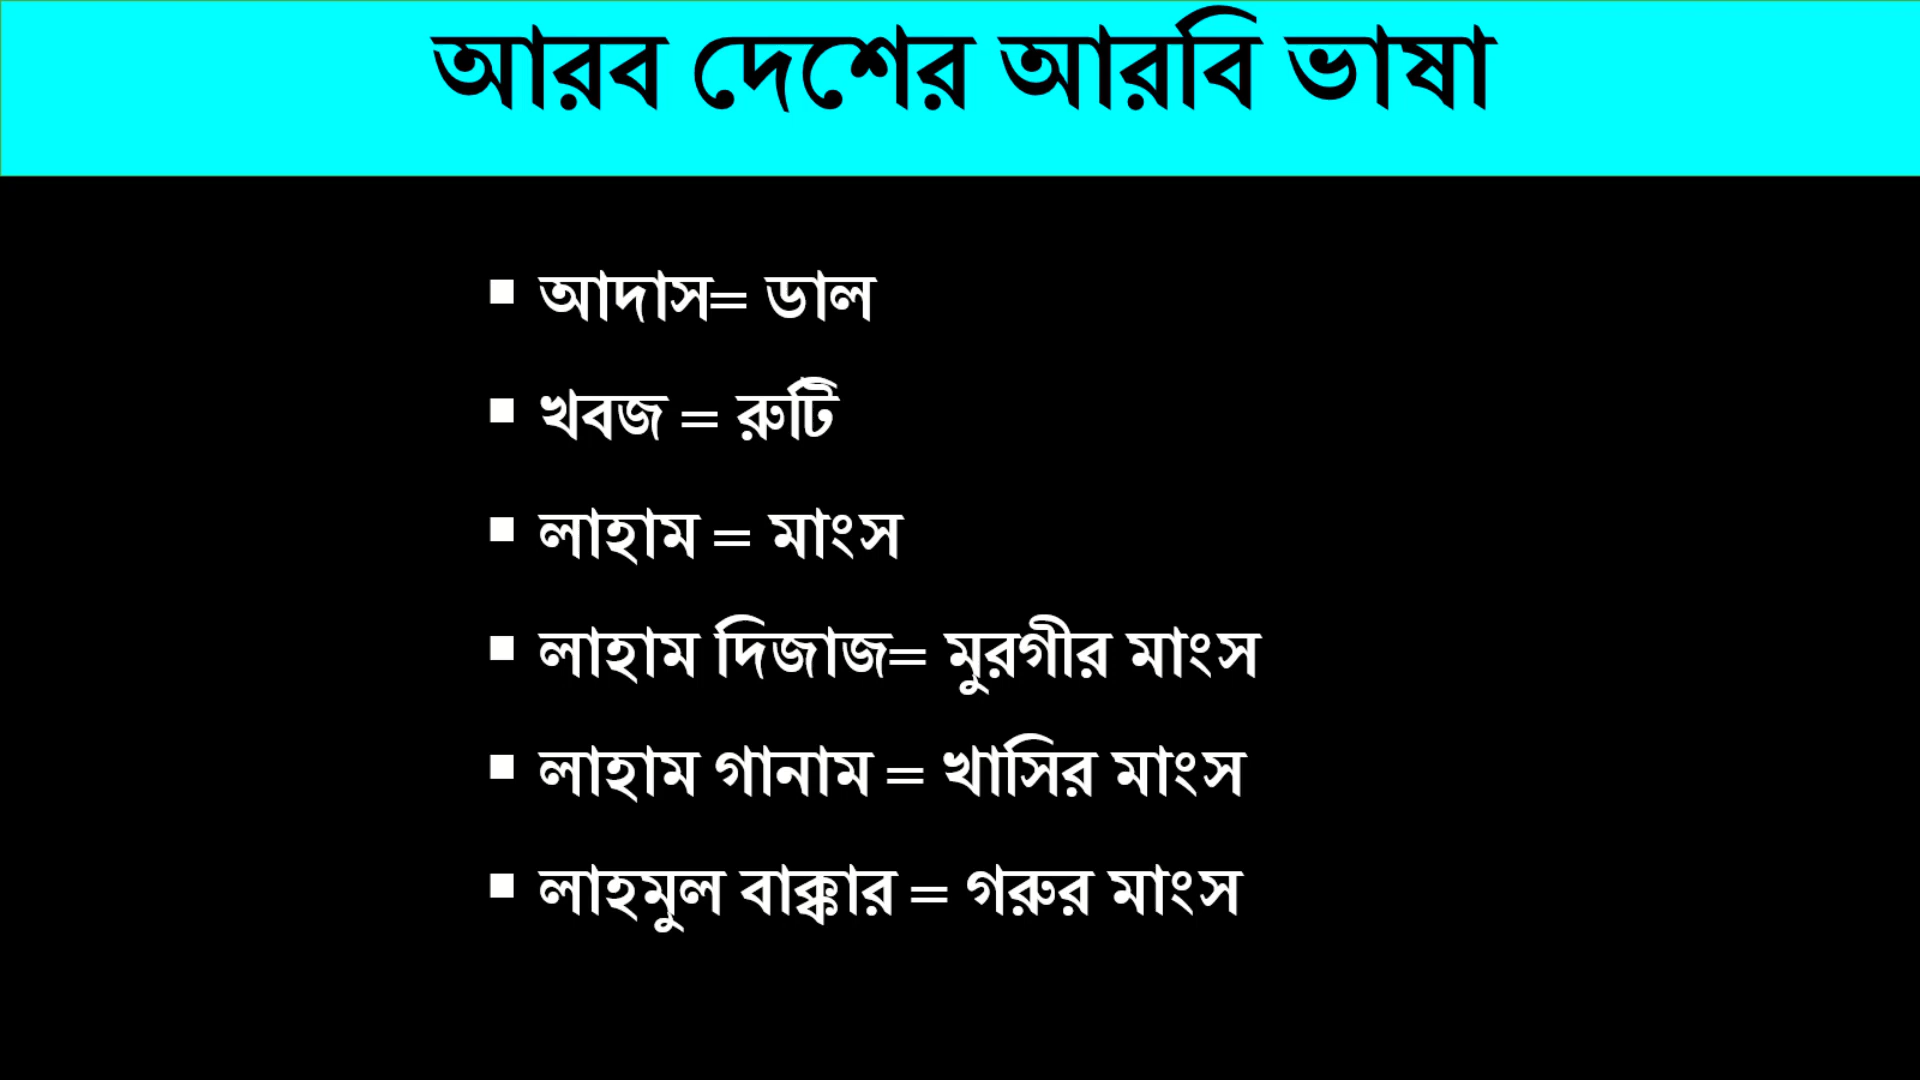 আরব দেশের আরবি ভাষা
▪ আদাস= ডাল
▪ খবজ = রুটি
▪ লাহাম = মাংস
▪ লাহাম দিজাজ= মুরগীর মাংস
▪ লাহাম গানাম = খাসির মাংস
▪ লাহমুল বাক্কার = গরুর মাংস